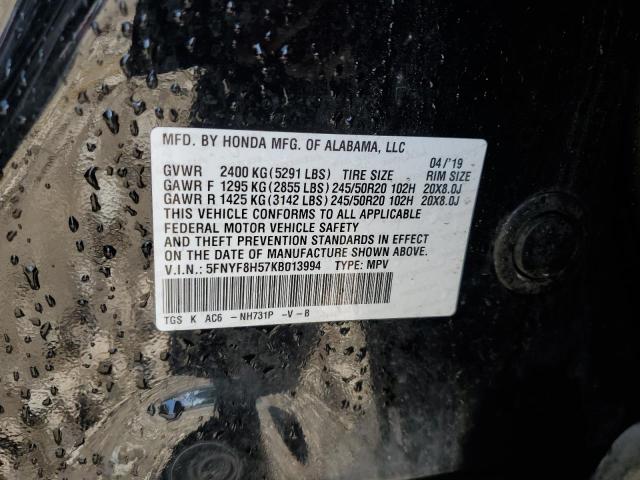 MFD. BY HONDA MFG. OF ALABAMA, LLC
04/'19
GVWR 2400 KG (5291 LBS) TIRE SIZE RIM SIZE
GAWR F 1295 KG (2855 LBS) 245/50R20 102H 20X8.0J
GAWR R 1425 KG (3142 LBS) 245/50R20 102H 20X8.0J
THIS VEHICLE CONFORMS TO ALL APPLICABLE
FEDERAL MOTOR VEHICLE SAFETY
AND THEFT PREVENTION STANDARDS IN EFFECT
ON THE DATE OF MANUFACTURE SHOWN ABOVE.
V.I.N.: 5FNYF8H57KB013994 TYPE: MPV
TGS K AC6 -NH731P -V-B